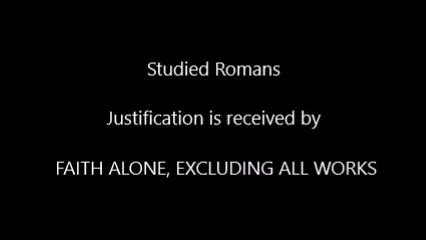 Studied Romans
Justification is received by
FAITH ALONE, EXCLUDING ALL WORKS